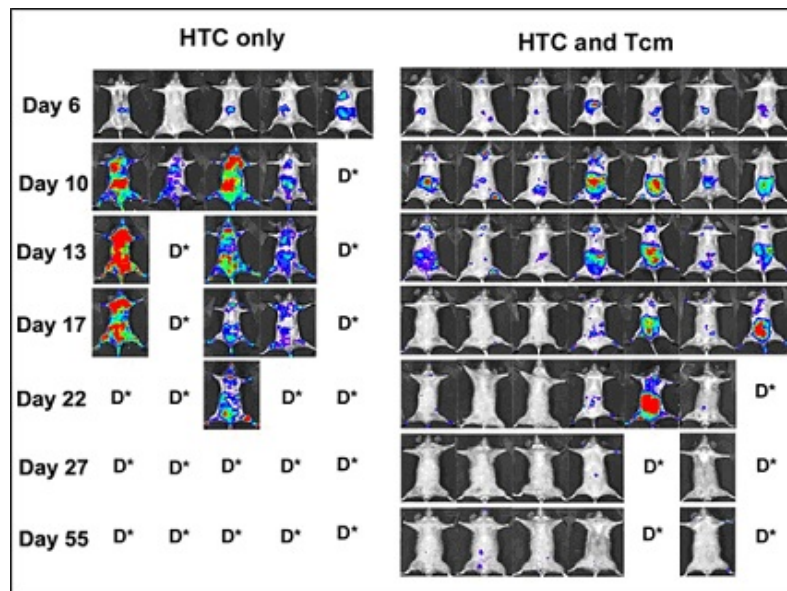 HTC only HTC and Tcm
Day 6
Day 10 D*
Day 13 D* D*
Day 17 D* D*
Day 22 D* D* D* D* D*
Day 27 D* D* D* D* D* D* D*
Day 55 D* D* D* D* D* D* D*